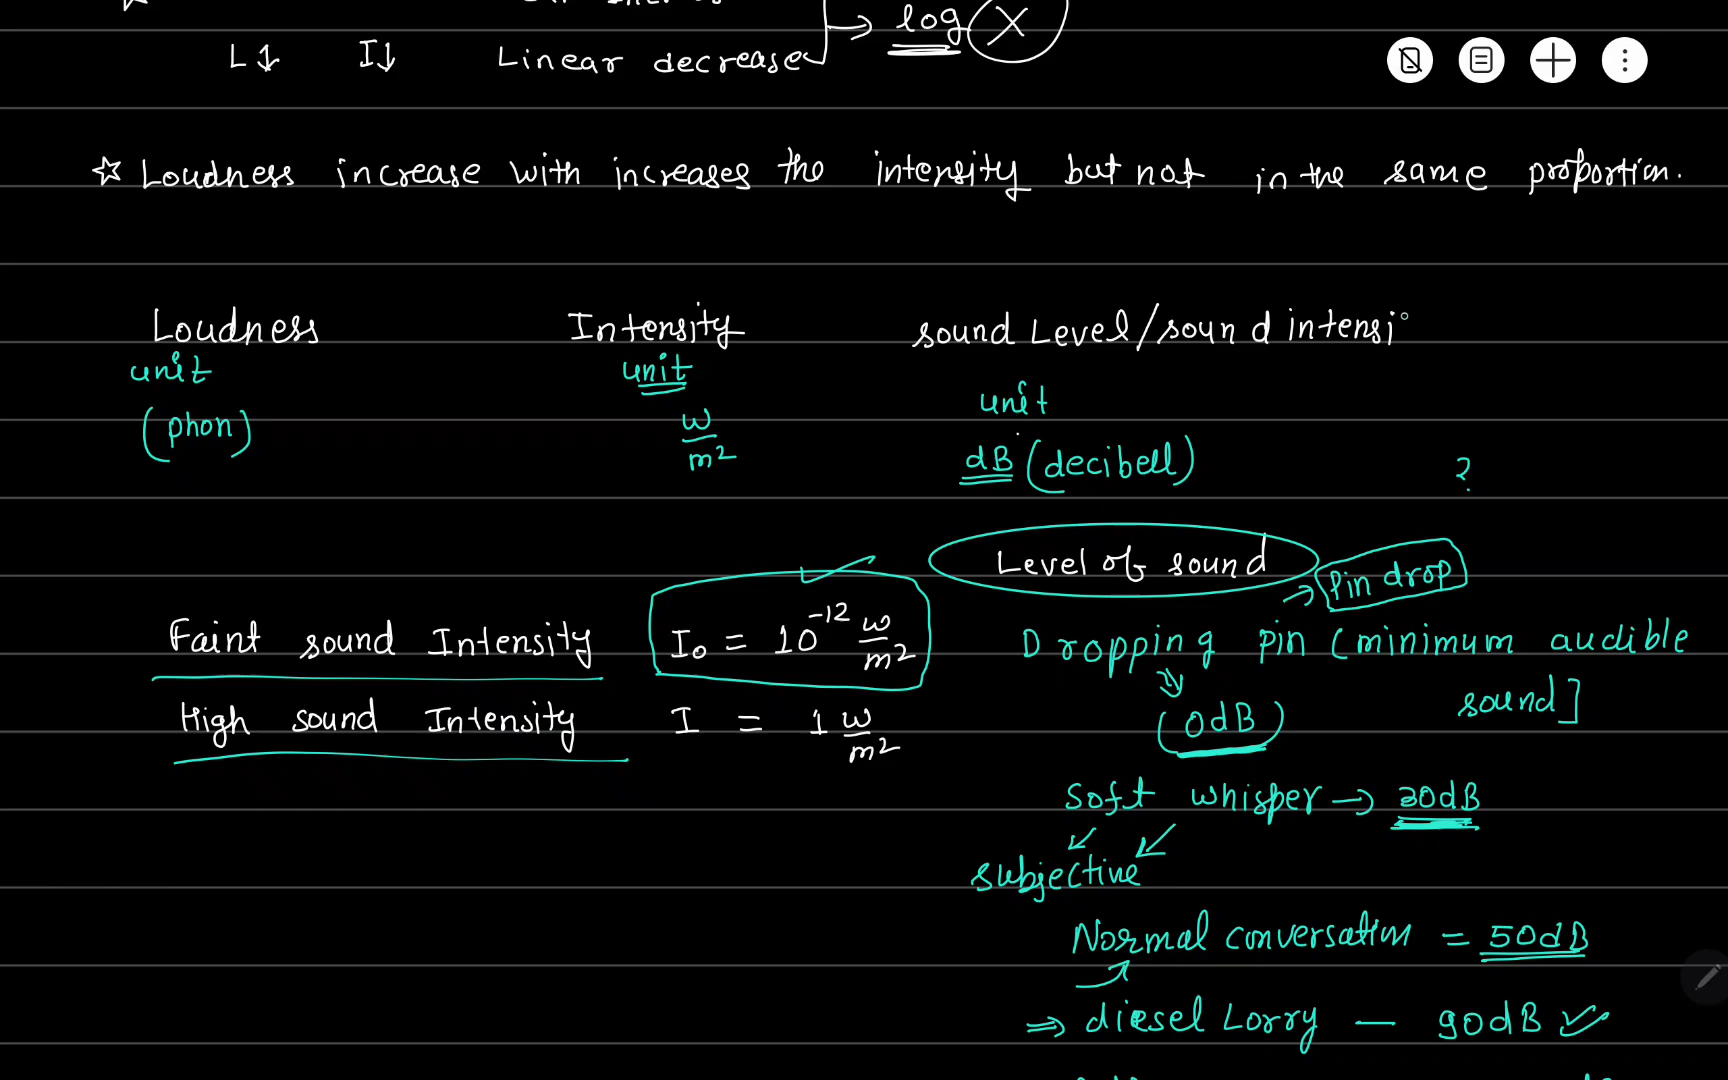 log(X)
L↓ I↓ Linear decrease
☆ Loudness increase with increases the intensity but not in the same proportion.
Loudness Intensity sound Level/sound intensi
unit unit unit
(phon) w/m² dB (decibell) ?
Level of sound
→ Pin drop
Faint sound Intensity I₀ = 10⁻¹² w/m² Dropping pin (minimum audible
sound]
High sound Intensity I = 1 w/m² (0dB)
Soft whisper → 30dB
subjective
Normal conversation = 50dB
⇒ diesel Lorry — 90dB ✓